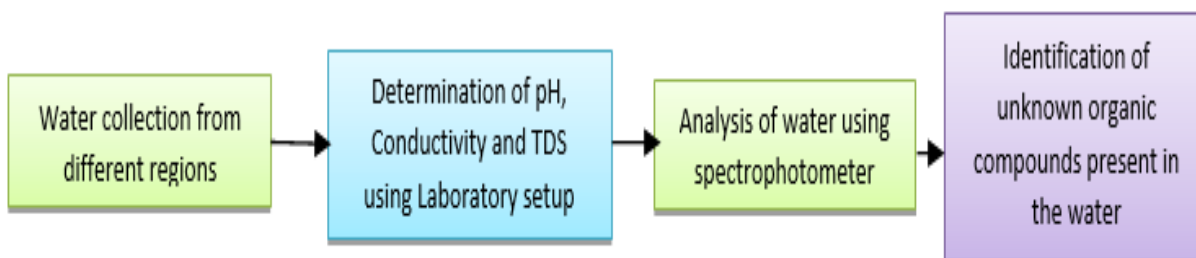 Water collection from
different regions
Determination of pH,
Conductivity and TDS
using Laboratory setup
Analysis of water using
spectrophotometer
Identification of
unknown organic
compounds present in
the water